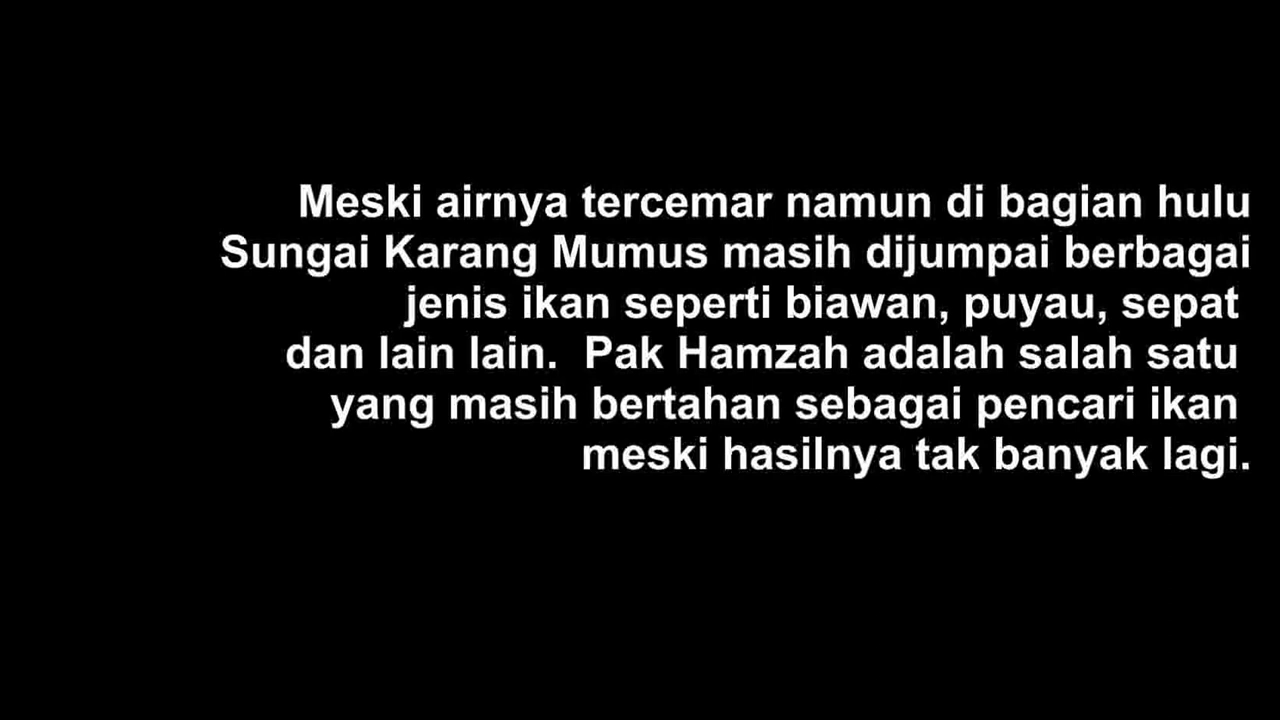 Meski airnya tercemar namun di bagian hulu
Sungai Karang Mumus masih dijumpai berbagai
jenis ikan seperti biawan, puyau, sepat
dan lain lain.  Pak Hamzah adalah salah satu
yang masih bertahan sebagai pencari ikan
meski hasilnya tak banyak lagi.